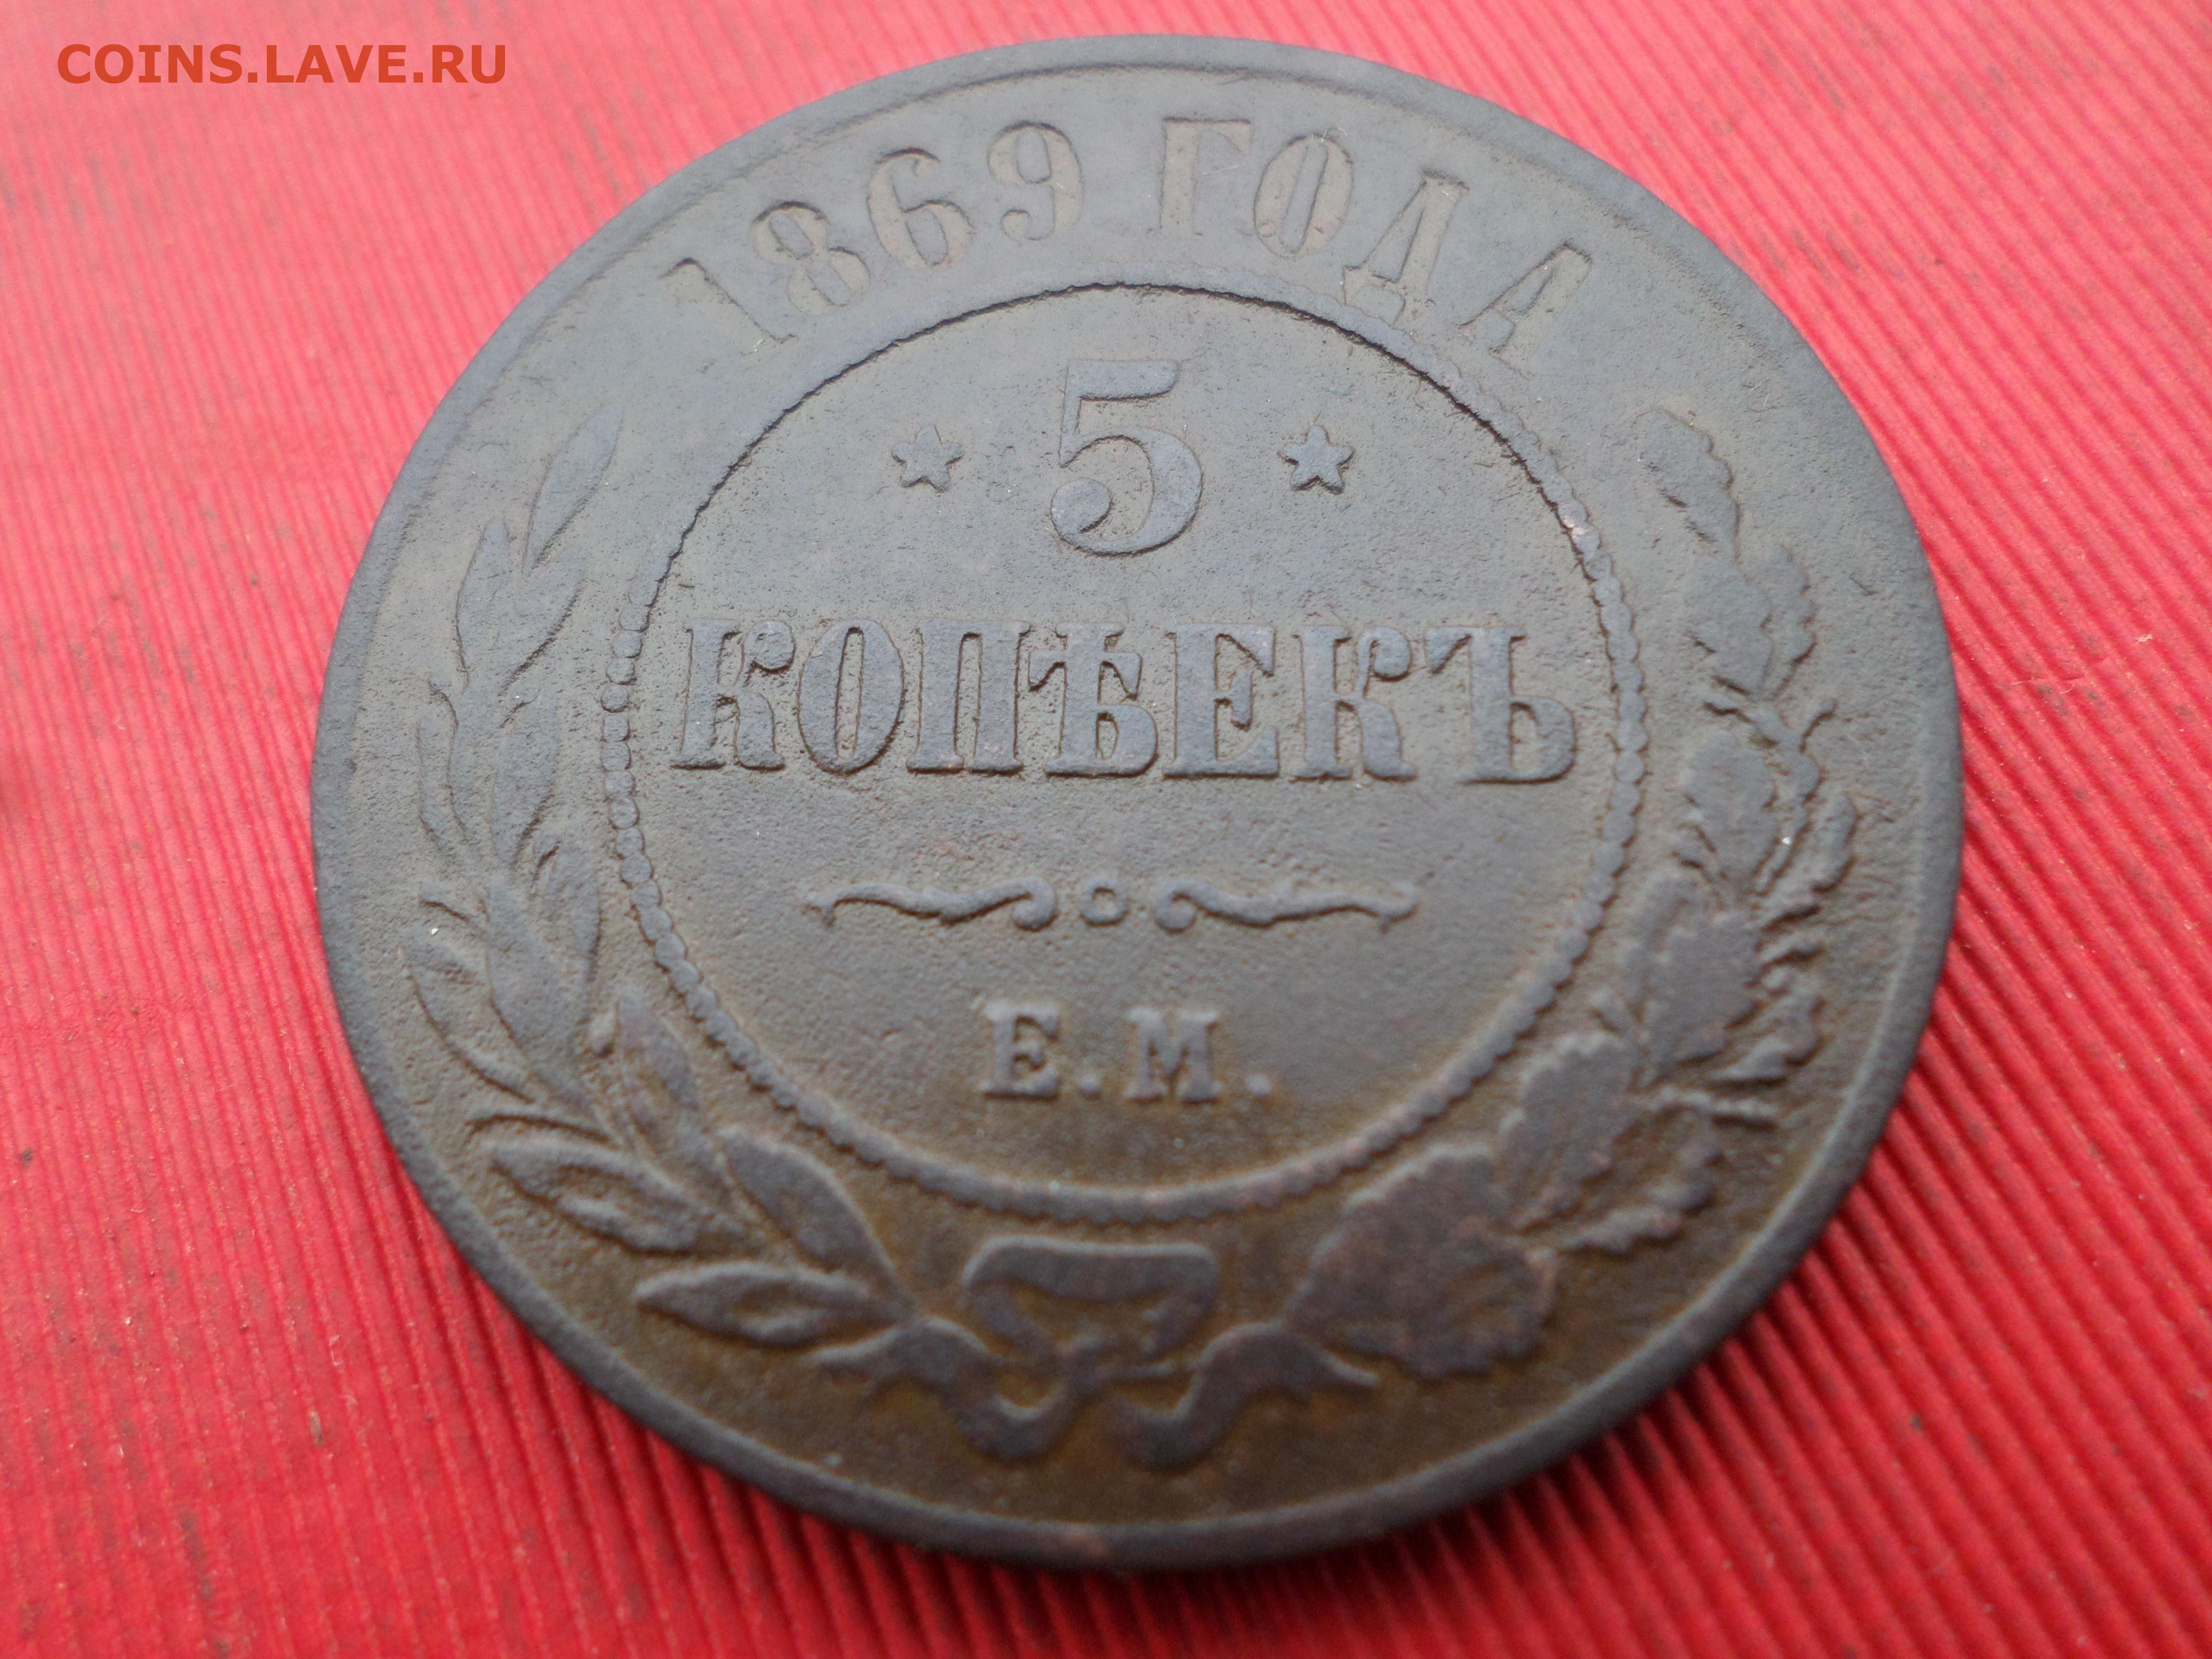 COINS.LAVE.RU
1869 ГОДА
* 5 *
КОПѢЕКЪ
Е.М.